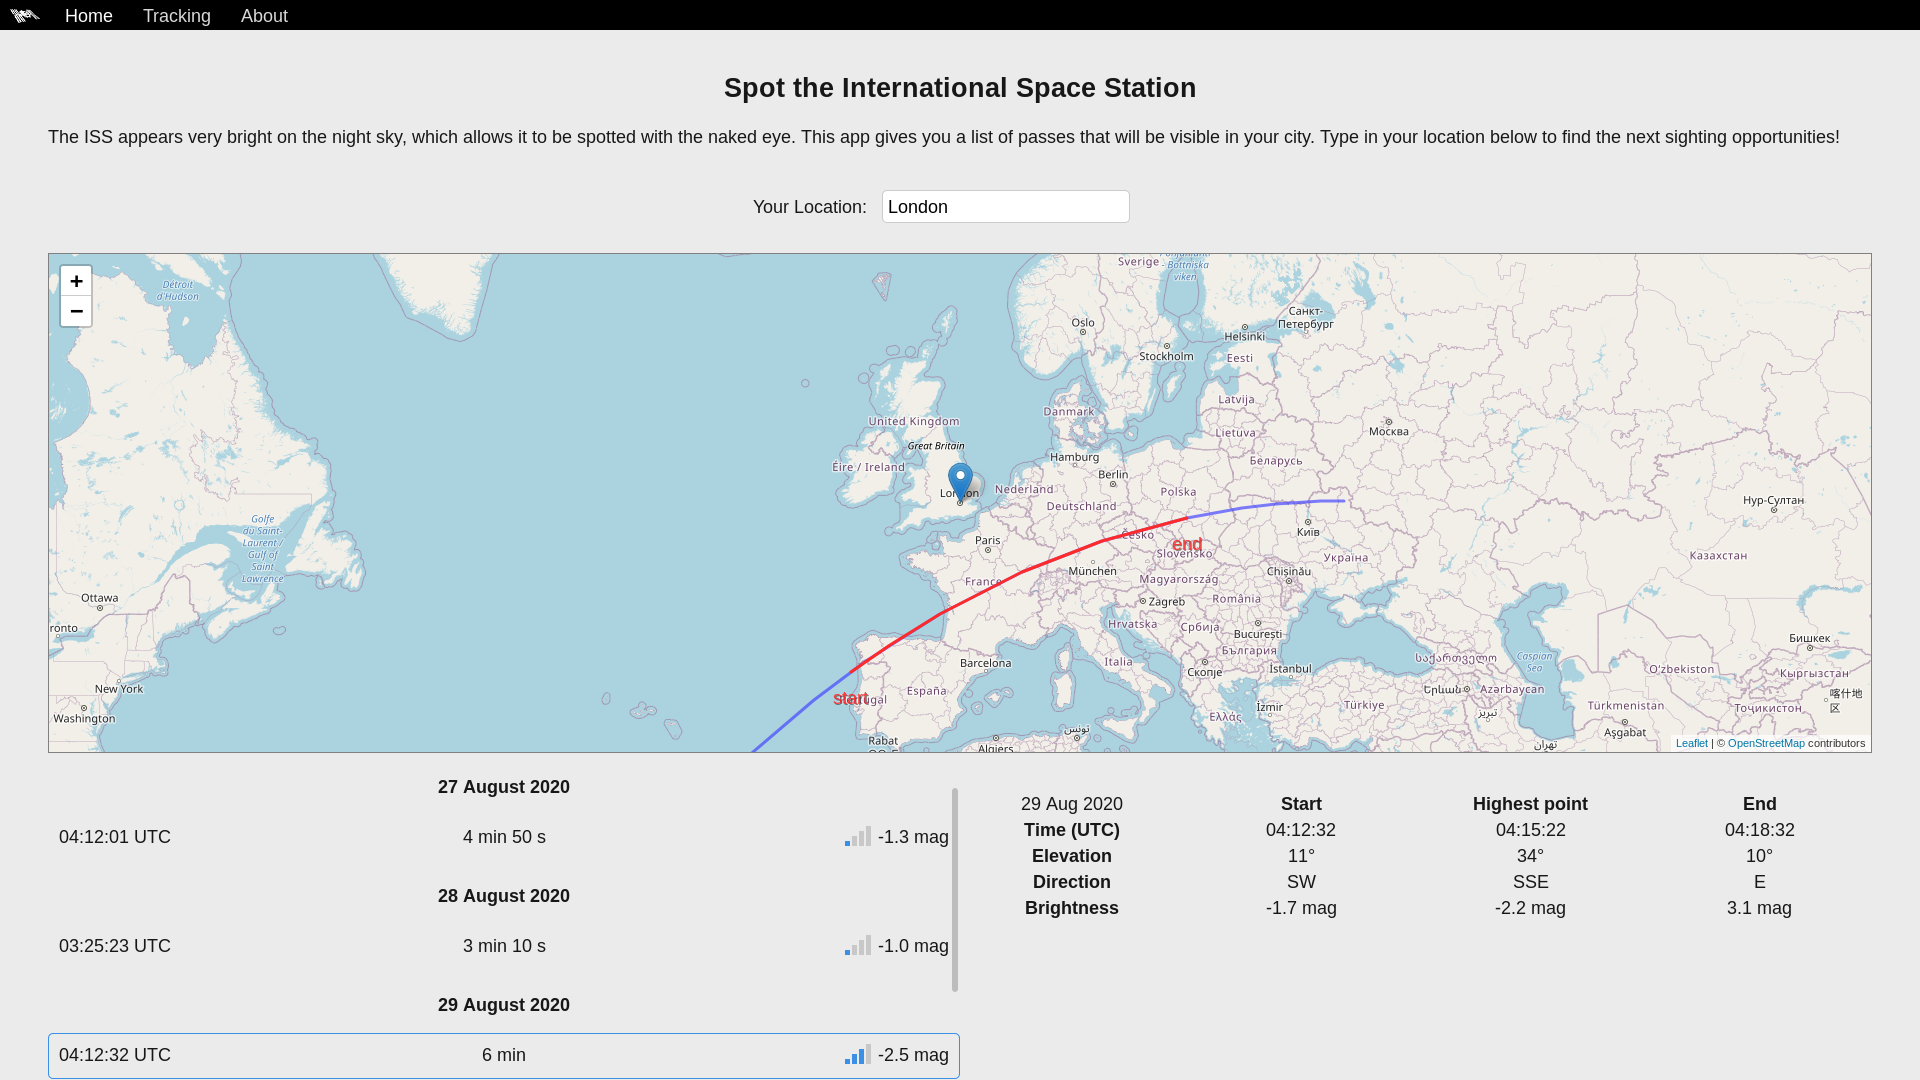 Home Tracking About
Spot the International Space Station
The ISS appears very bright on the night sky, which allows it to be spotted with the naked eye. This app gives you a list of passes that will be visible in your city. Type in your location below to find the next sighting opportunities!
Your Location: London
+
−
Détroit
d'Hudson
Sverige
Bottniska
viken
Oslo
Санкт-
Петербург
Helsinki
Stockholm
Eesti
Latvija
Danmark
United Kingdom
Москва
Lietuva
Great Britain
Hamburg
Беларусь
Éire / Ireland
Berlin
Nederland
Polska
London
Нур-Султан
Deutschland
Golfe
du Saint-
Laurent /
Gulf of
Saint
Lawrence
Київ
Česko
Paris
end
Slovensko
Україна
Казахстан
München
Chișinău
France
Magyarország
Ottawa
România
Zagreb
Hrvatska
Србија
ronto
București
Бишкек
България
Barcelona
Italia
საქართველო
Caspian
Sea
İstanbul
O'zbekiston
Скопје
Кыргызстан
New York
España
Երևան
Azərbaycan
喀什地
区
start
Türkiye
Türkmenistan
İzmir
Тоҷикистон
تبریز
Washington
Ελλάς
تونس
Aşgabat
Rabat
Algiers
تهران
Leaflet | © OpenStreetMap contributors
27 August 2020
04:12:01 UTC 4 min 50 s -1.3 mag
28 August 2020
03:25:23 UTC 3 min 10 s -1.0 mag
29 August 2020
04:12:32 UTC 6 min -2.5 mag
29 Aug 2020 Start Highest point End
Time (UTC) 04:12:32 04:15:22 04:18:32
Elevation 11° 34° 10°
Direction SW SSE E
Brightness -1.7 mag -2.2 mag 3.1 mag